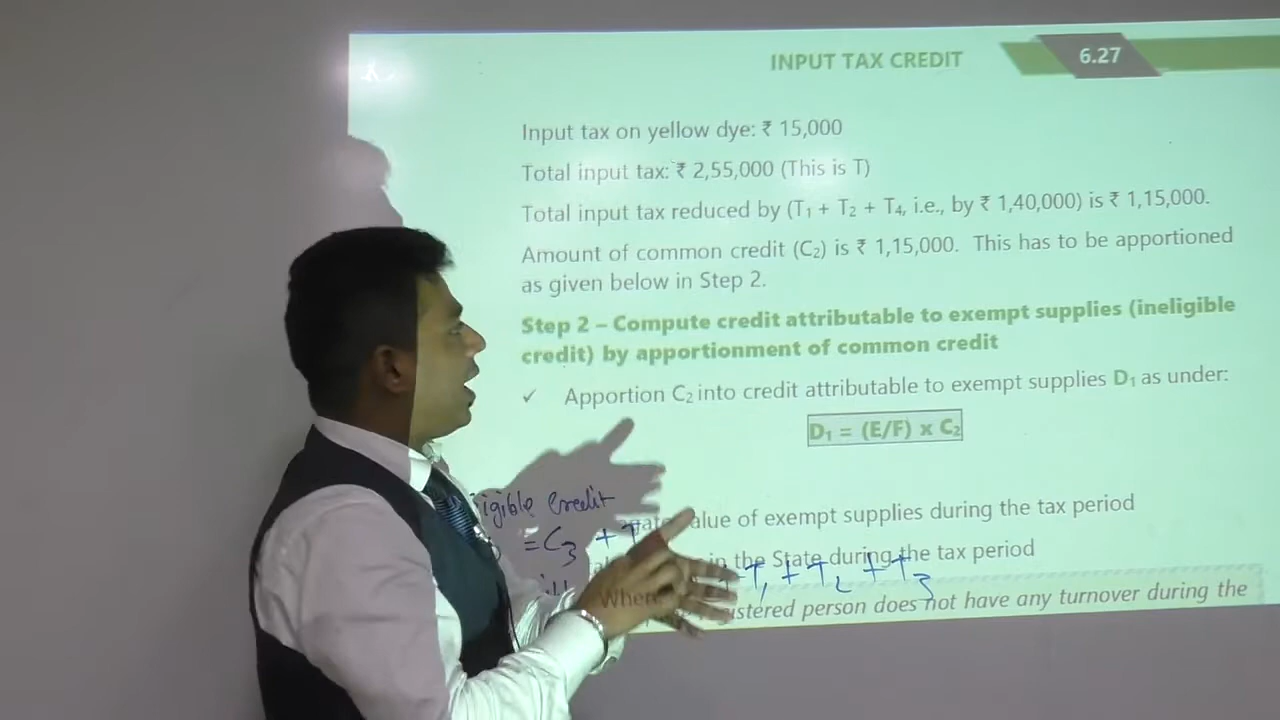 INPUT TAX CREDIT 6.27
Input tax on yellow dye: ₹ 15,000
Total input tax: ₹ 2,55,000 (This is T)
Total input tax reduced by (T₁ + T₂ + T₄, i.e., by ₹ 1,40,000) is ₹ 1,15,000.
Amount of common credit (C₂) is ₹ 1,15,000. This has to be apportioned
as given below in Step 2.
Step 2 – Compute credit attributable to exempt supplies (ineligible
credit) by apportionment of common credit
✓ Apportion C₂ into credit attributable to exempt supplies D₁ as under:
D₁ = (E/F) x C₂
igible Credit
alue of exempt supplies during the tax period
= C₃ +
in the State during the tax period
T₁ + T₂ + T₃
Where
istered person does not have any turnover during the